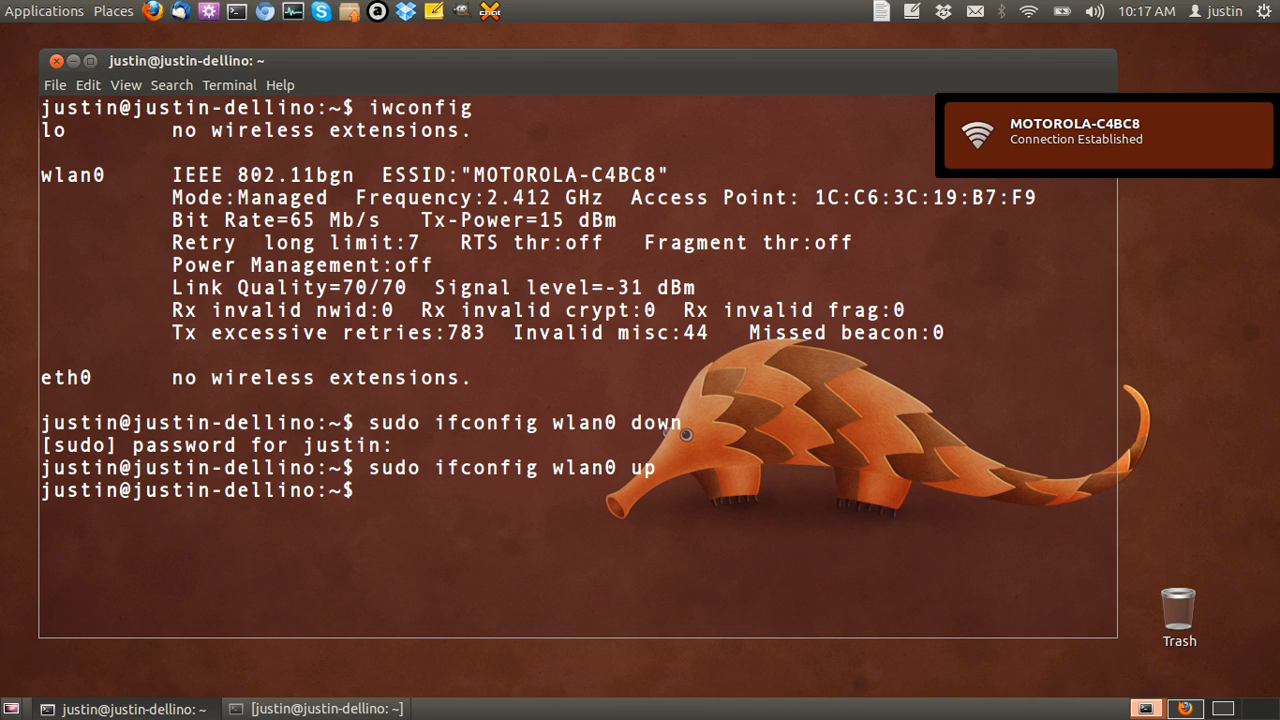 Applications Places 10:17 AM justin
justin@justin-dellino: ~
File Edit View Search Terminal Help
justin@justin-dellino:~$ iwconfig
lo no wireless extensions.
MOTOROLA-C4BC8
Connection Established
wlan0 IEEE 802.11bgn ESSID:"MOTOROLA-C4BC8"
Mode:Managed Frequency:2.412 GHz Access Point: 1C:C6:3C:19:B7:F9
Bit Rate=65 Mb/s Tx-Power=15 dBm
Retry long limit:7 RTS thr:off Fragment thr:off
Power Management:off
Link Quality=70/70 Signal level=-31 dBm
Rx invalid nwid:0 Rx invalid crypt:0 Rx invalid frag:0
Tx excessive retries:783 Invalid misc:44 Missed beacon:0
eth0 no wireless extensions.
justin@justin-dellino:~$ sudo ifconfig wlan0 down
[sudo] password for justin:
justin@justin-dellino:~$ sudo ifconfig wlan0 up
justin@justin-dellino:~$
Trash
justin@justin-dellino: ~ [justin@justin-dellino: ~]